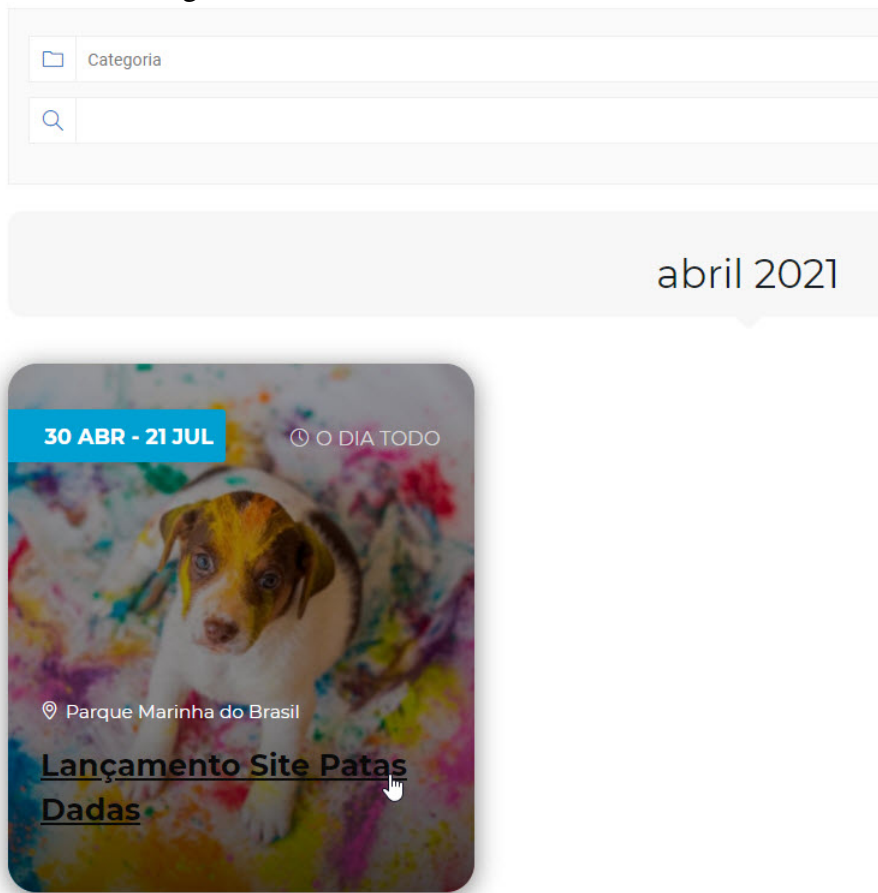 Categoria
abril 2021
30 ABR - 21 JUL
O DIA TODO
Parque Marinha do Brasil
Lançamento Site Patas
Dadas